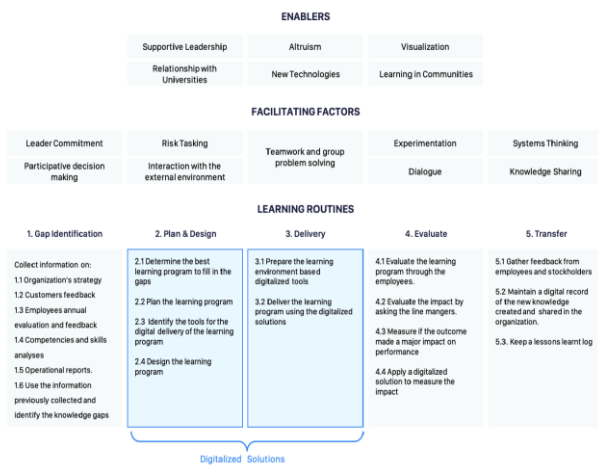 ENABLERS
Supportive Leadership
Altruism
Visualization
Relationship with
Universities
New Technologies
Learning in Communities
FACILITATING FACTORS
Leader Commitment
Risk Tasking
Teamwork and group
problem solving
Experimentation
Systems Thinking
Participative decision
making
Interaction with the
external environment
Dialogue
Knowledge Sharing
LEARNING ROUTINES
1. Gap Identification
2. Plan & Design
3. Delivery
4. Evaluate
5. Transfer
Collect information on:
1.1 Organization's strategy
1.2 Customers feedback
1.3 Employees annual
evaluation and feedback
1.4 Competencies and skills
analyses
1.5 Operational reports.
1.6 Use the information
previously collected and
identify the knowledge gaps
2.1 Determine the best
learning program to fill in the
gaps
2.2 Plan the learning program
2.3 Identify the tools for the
digital delivery of the learning
program
2.4 Design the learning
program
3.1 Prepare the learning
environment based
digitalized tools
3.2 Deliver the learning
program using the digitalized
solutions
4.1 Evaluate the learning
program through the
employees.
4.2 Evaluate the impact by
asking the line mangers.
4.3 Measure if the outcome
made a major impact on
performance
4.4 Apply a digitalized
solution to measure the
impact
5.1 Gather feedback from
employees and stockholders
5.2 Maintain a digital record
of the new knowledge
created and shared in the
organization.
5.3. Keep a lessons learnt log
Digitalized Solutions